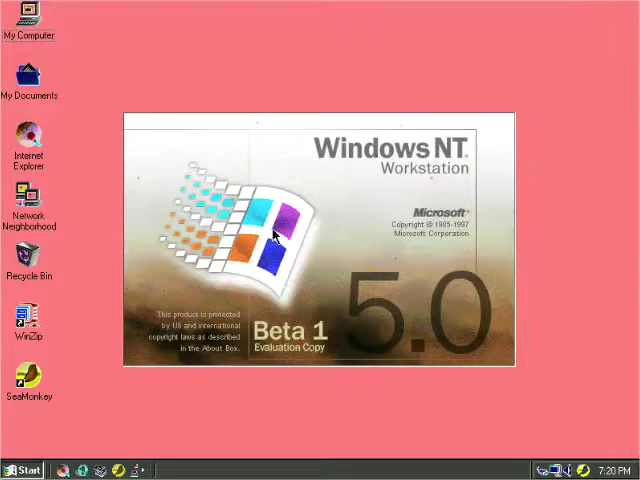 My Computer
My Documents
Internet
Explorer
Network
Neighborhood
Recycle Bin
WinZip
SeaMonkey
Windows NT
Workstation
Microsoft
Copyright © 1985-1997
Microsoft Corporation
5.0
This product is protected
by US and international
copyright laws as described
in the About Box.
Beta 1
Evaluation Copy
Start
7:20 PM